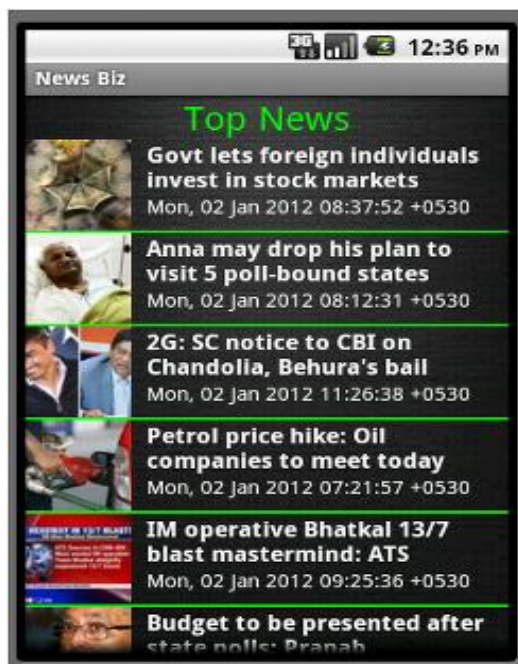 3G 12:36 PM
News Biz
Top News
Govt lets foreign individuals
invest in stock markets
Mon, 02 Jan 2012 08:37:52 +0530
Anna may drop his plan to
visit 5 poll-bound states
Mon, 02 Jan 2012 08:12:31 +0530
2G: SC notice to CBI on
Chandolia, Behura's bail
Mon, 02 Jan 2012 11:26:38 +0530
Petrol price hike: Oil
companies to meet today
Mon, 02 Jan 2012 07:21:57 +0530
IM operative Bhatkal 13/7
blast mastermind: ATS
Mon, 02 Jan 2012 09:25:36 +0530
Budget to be presented after
state polls: Pranab